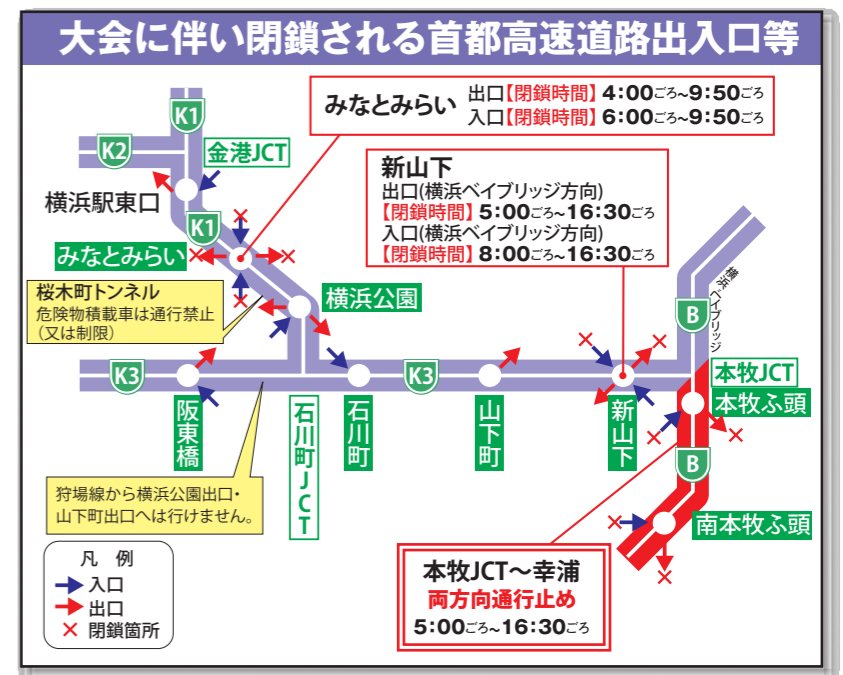 大会に伴い閉鎖される首都高速道路出入口等
みなとみらい
出口【閉鎖時間】4:00ごろ~9:50ごろ
入口【閉鎖時間】6:00ごろ~9:50ごろ
K1
K2
金港JCT
新山下
出口(横浜ベイブリッジ方向)
【閉鎖時間】5:00ごろ~16:30ごろ
入口(横浜ベイブリッジ方向)
【閉鎖時間】8:00ごろ~16:30ごろ
横浜駅東口
K1
みなとみらい
桜木町トンネル
危険物積載車は通行禁止
(又は制限)
横浜公園
横浜ベイブリッジ
B
K3
K3
本牧JCT
本牧ふ頭
阪東橋
石川町JCT
石川町
山下町
新山下
B
狩場線から横浜公園出口・
山下町出口へは行けません。
南本牧ふ頭
凡 例
入口
出口
閉鎖箇所
本牧JCT〜幸浦
両方向通行止め
5:00ごろ~16:30ごろ